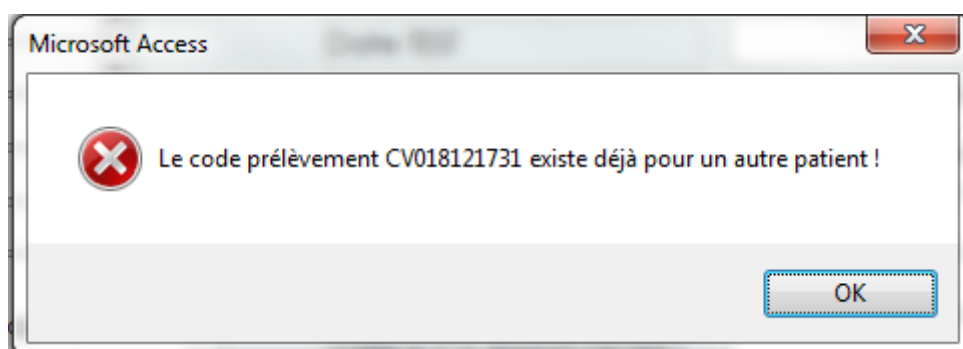 Microsoft Access
Le code prélèvement CV018121731 existe déjà pour un autre patient !
OK